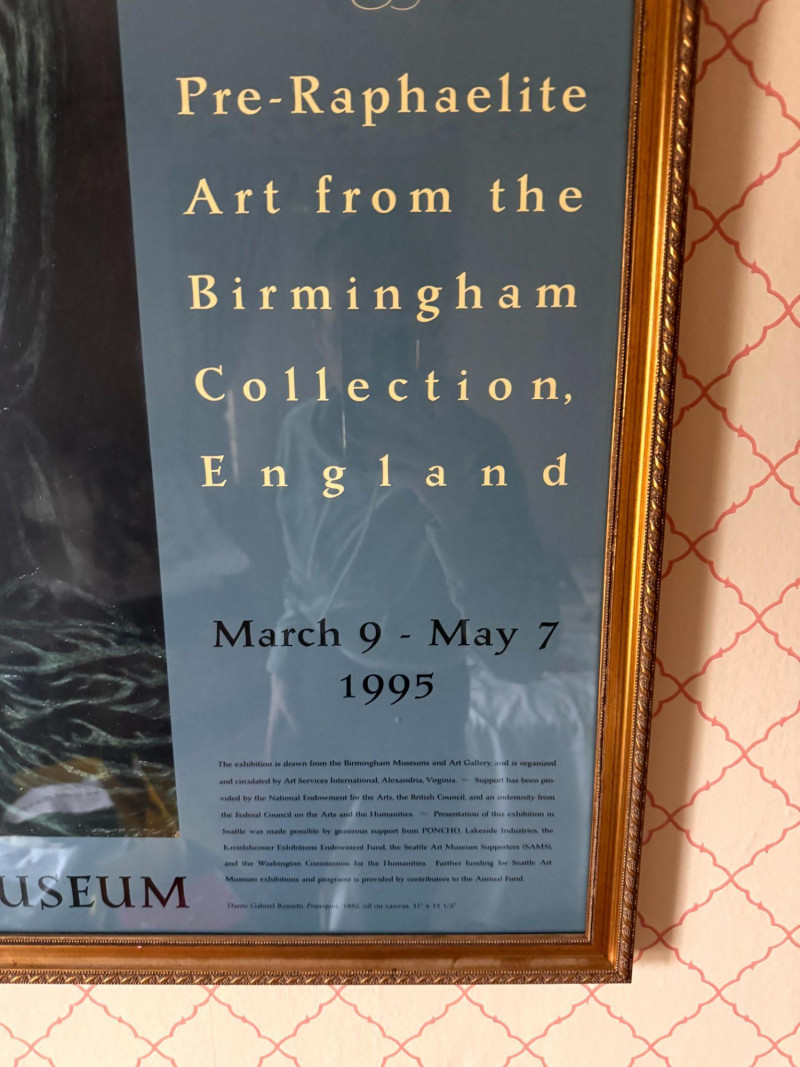 Pre-Raphaelite
Art from the
Birmingham
Collection,
England
March 9 - May 7
1995
The exhibition is drawn from the Birmingham Museums and Art Gallery, and is organized
and circulated by Art Services International, Alexandria, Virginia. Support has been pro-
vided by the National Endowment for the Arts, the British Council, and an indemnity from
the Federal Council on the Arts and the Humanities. Presentation of this exhibition in
Seattle was made possible by generous support from PONCHO, Lakeside Industries, the
Kreielsheimer Exhibitions Endowment Fund, the Seattle Art Museum Supporters (SAMS),
and the Washington Commission for the Humanities. Further funding for Seattle Art
Museum exhibitions and programs is provided by contributors to the Annual Fund.
USEUM
Dante Gabriel Rossetti, Proserpine, 1882, oil on canvas,